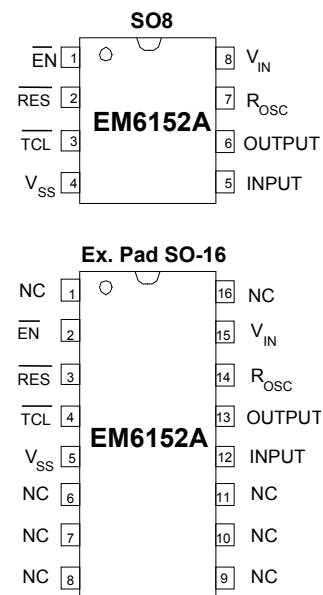 SO8
EN 1 8 VIN
RES 2 7 ROSC
EM6152A
TCL 3 6 OUTPUT
VSS 4 5 INPUT
Ex. Pad SO-16
NC 1 16 NC
EN 2 15 VIN
RES 3 14 ROSC
TCL 4 13 OUTPUT
EM6152A
VSS 5 12 INPUT
NC 6 11 NC
NC 7 10 NC
NC 8 9 NC